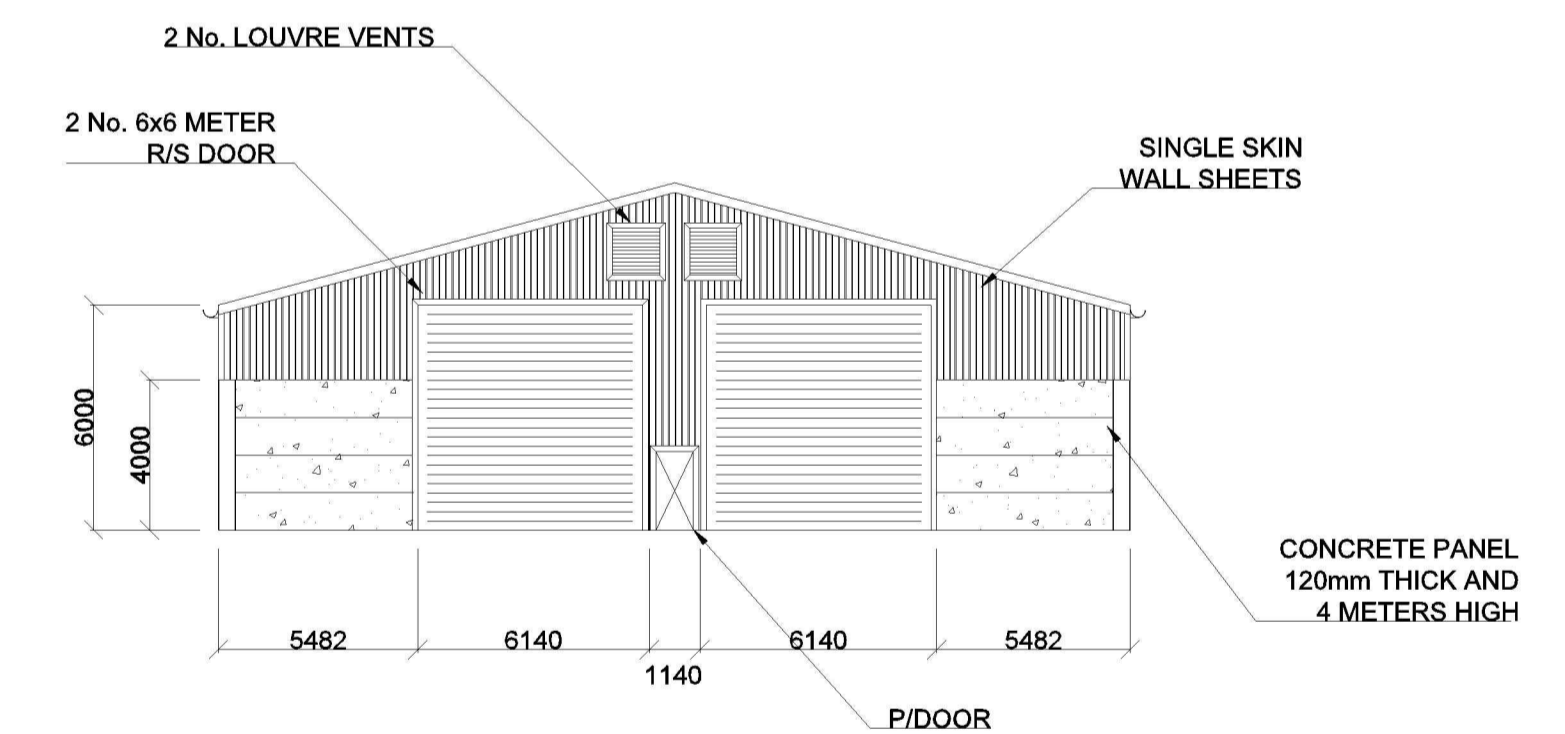 2 No. LOUVRE VENTS
2 No. 6x6 METER
R/S DOOR
SINGLE SKIN
WALL SHEETS
6000
4000
CONCRETE PANEL
120mm THICK AND
4 METERS HIGH
5482
6140
1140
6140
5482
P/DOOR